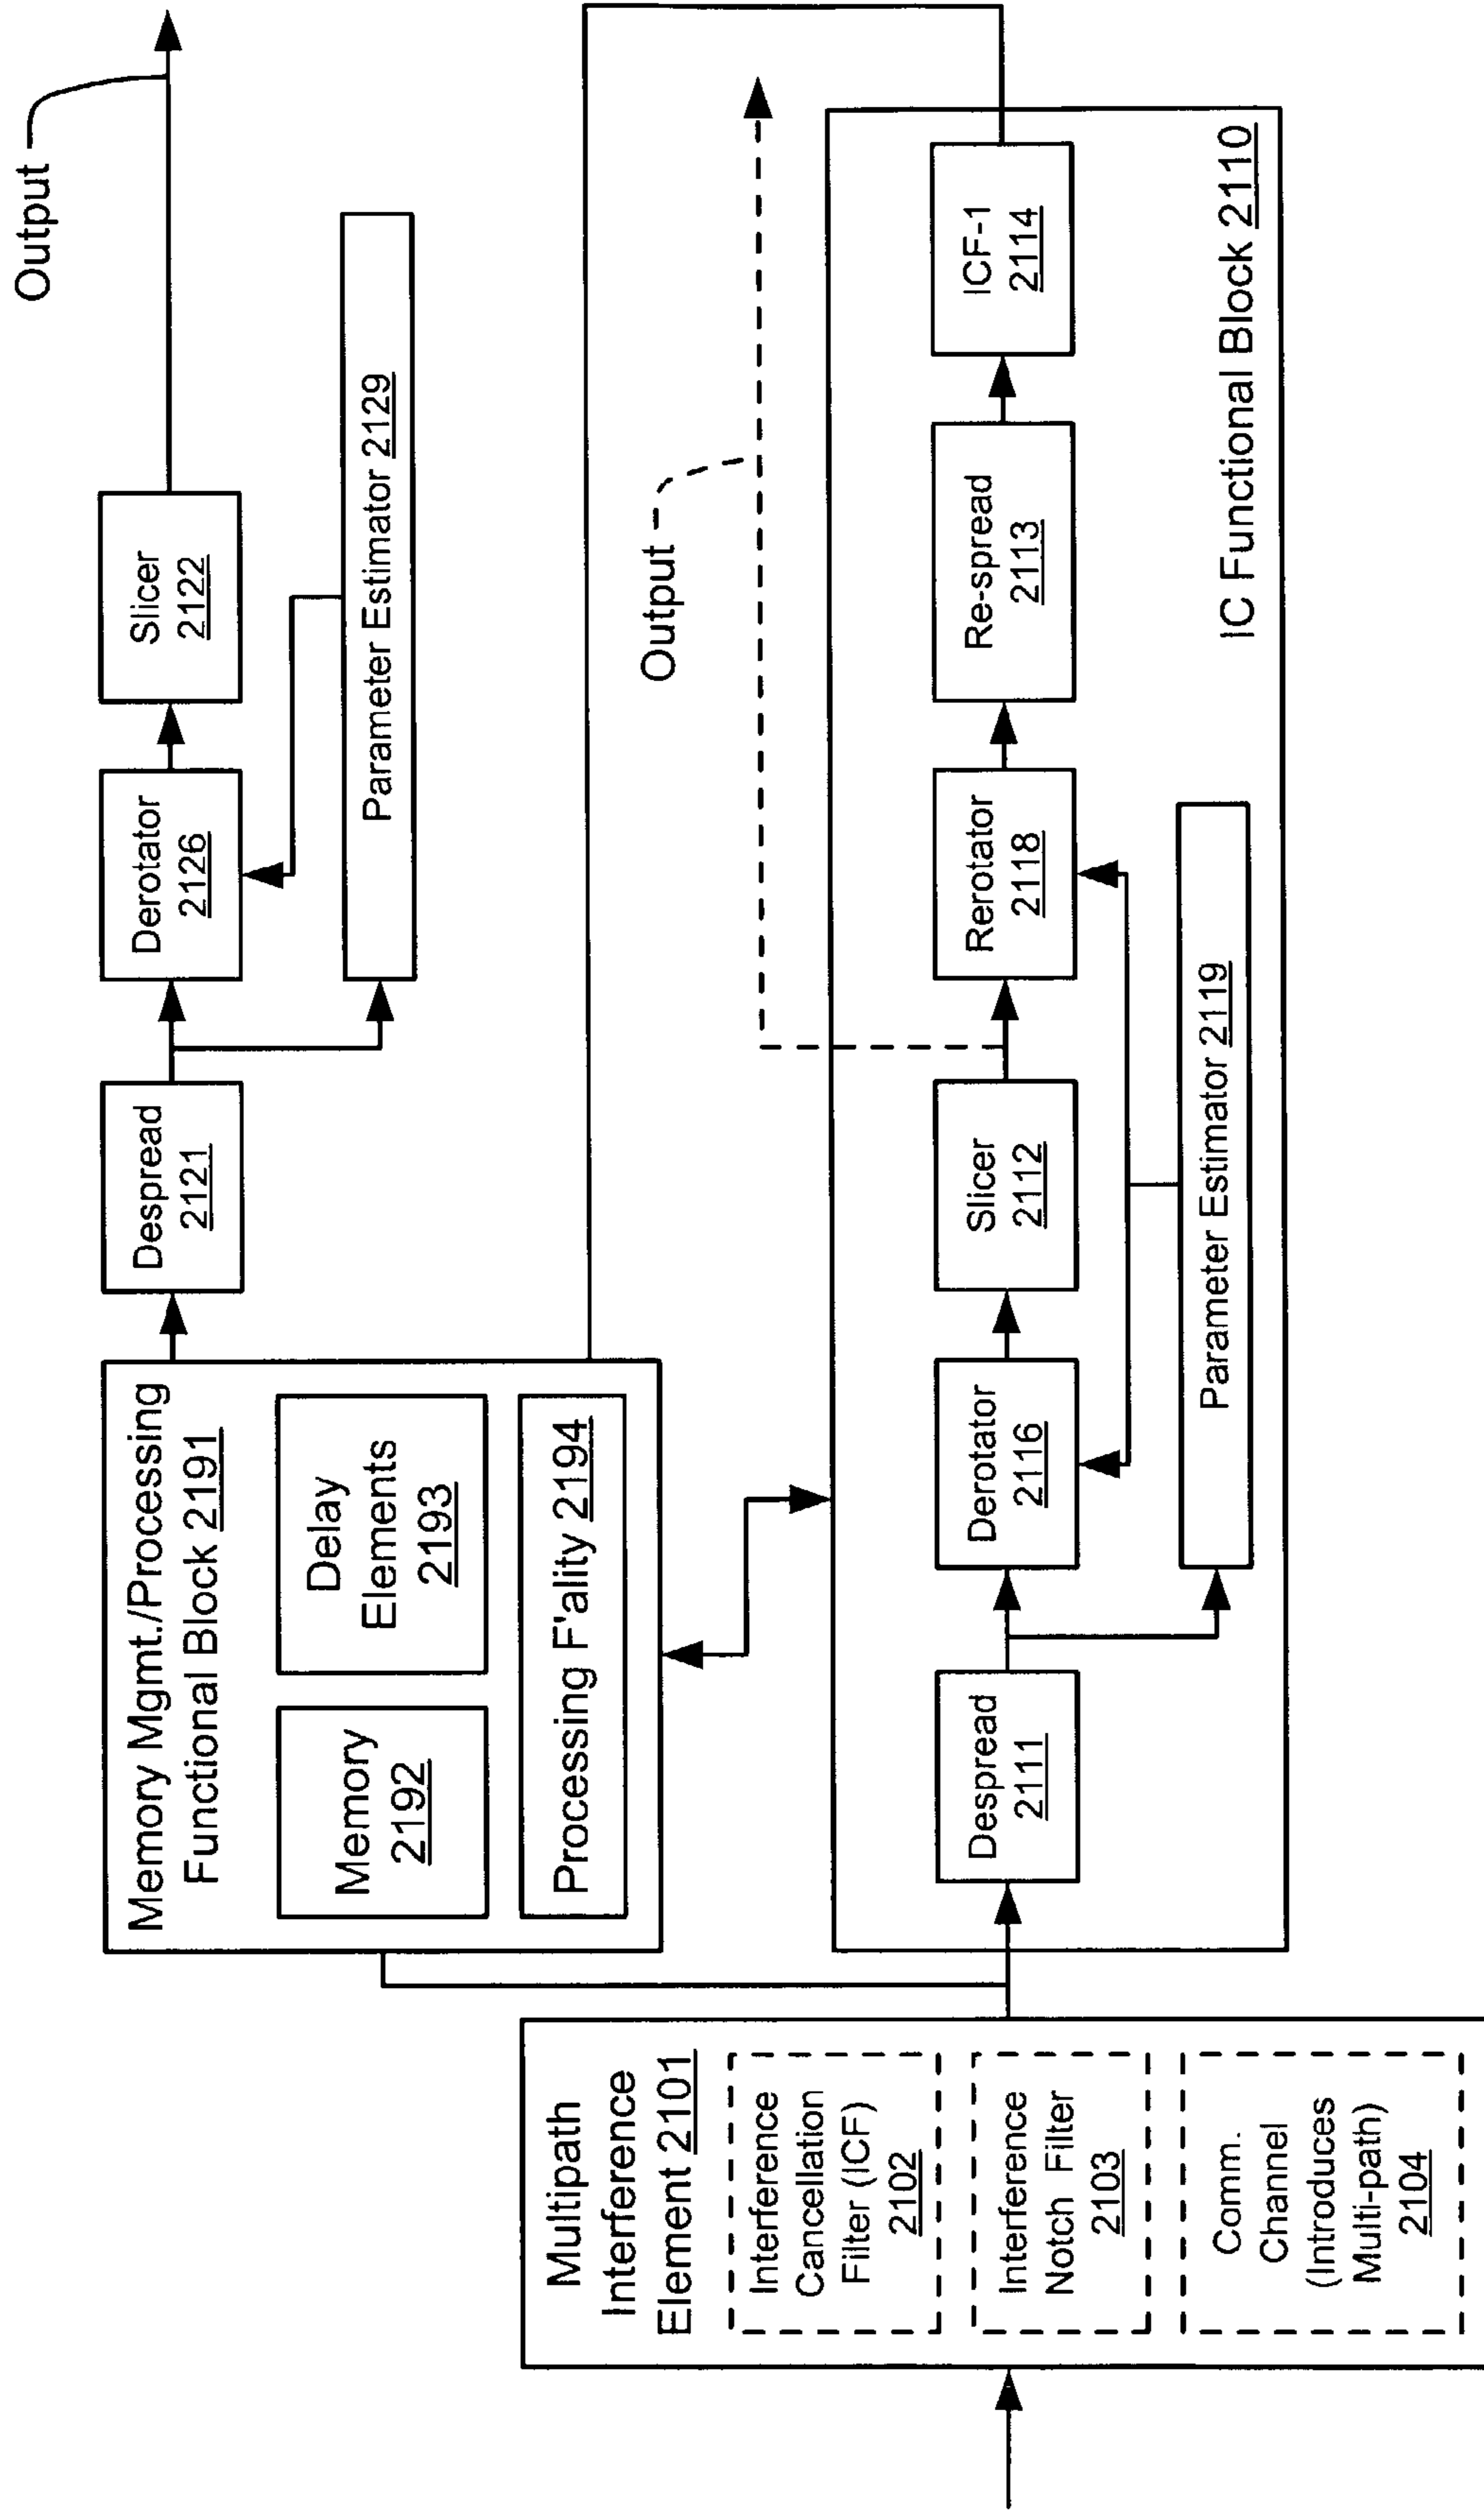 Multipath
Interference
Element 2101
Interference
Cancellation
Filter (ICF)
2102
Interference
Notch Filter
2103
Comm.
Channel
(Introduces
Multi-path)
2104
Memory Mgmt./Processing
Functional Block 2191
Memory
2192
Delay
Elements
2193
Processing F'ality 2194
Despread
2121
Derotator
2126
Slicer
2122
Parameter Estimator 2129
Output
Output
Despread
2111
Derotator
2116
Slicer
2112
Rerotator
2118
Re-spread
2113
ICF-1
2114
Parameter Estimator 2119
IC Functional Block 2110